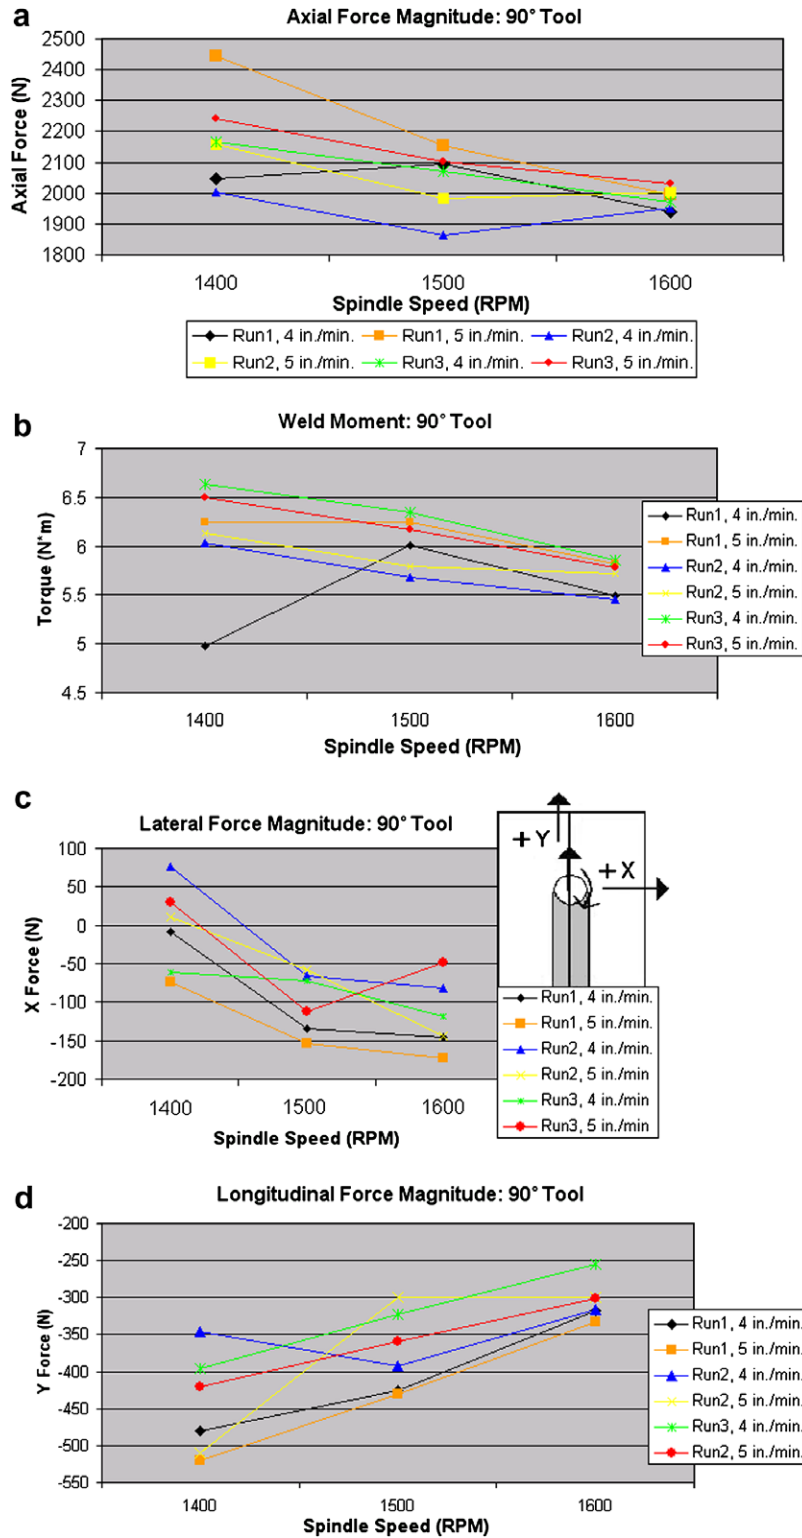 a
Axial Force Magnitude: 90° Tool
2500
2400
2300
2200
2100
2000
1900
1800
Axial Force (N)
1400 1500 1600
Spindle Speed (RPM)
Run1, 4 in./min. Run1, 5 in./min. Run2, 4 in./min.
Run2, 5 in./min. Run3, 4 in./min. Run3, 5 in./min.
b
Weld Moment: 90° Tool
7
6.5
6
5.5
5
4.5
Torque (N*m)
1400 1500 1600
Spindle Speed (RPM)
Run1, 4 in./min.
Run1, 5 in./min.
Run2, 4 in./min.
Run2, 5 in./min.
Run3, 4 in./min.
Run3, 5 in./min.
c
Lateral Force Magnitude: 90° Tool
100
50
0
-50
-100
-150
-200
X Force (N)
1400 1500 1600
Spindle Speed (RPM)
+ Y
+ X
Run1, 4 in./min.
Run1, 5 in./min.
Run2, 4 in./min.
Run2, 5 in./min
Run3, 4 in./min
Run3, 5 in./min
d
Longitudinal Force Magnitude: 90° Tool
-200
-250
-300
-350
-400
-450
-500
-550
Y Force (N)
1400 1500 1600
Spindle Speed (RPM)
Run1, 4 in./min.
Run1, 5 in./min.
Run2, 4 in./min.
Run2, 5 in./min.
Run3, 4 in./min.
Run2, 5 in./min.